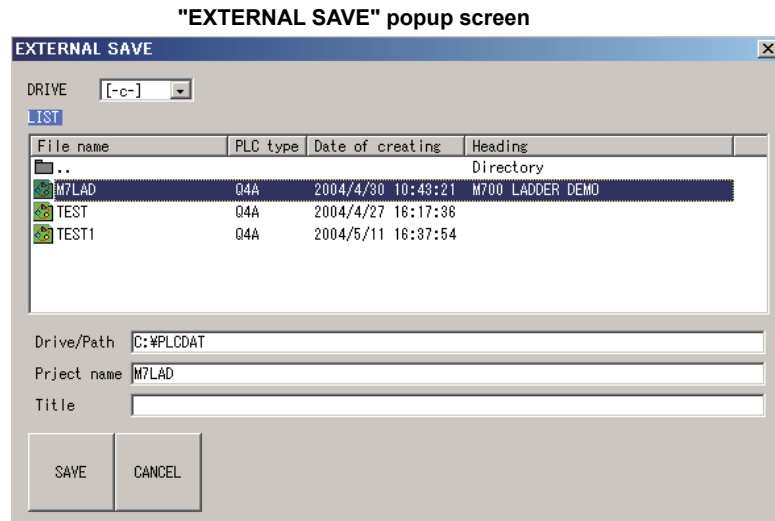 "EXTERNAL SAVE" popup screen
EXTERNAL SAVE
DRIVE [-c-]
LIST
File name PLC type Date of creating Heading
.. Directory
M7LAD Q4A 2004/4/30 10:43:21 M700 LADDER DEMO
TEST Q4A 2004/4/27 16:17:36
TEST1 Q4A 2004/5/11 16:37:54
Drive/Path C:¥PLCDAT
Prject name M7LAD
Title
SAVE CANCEL